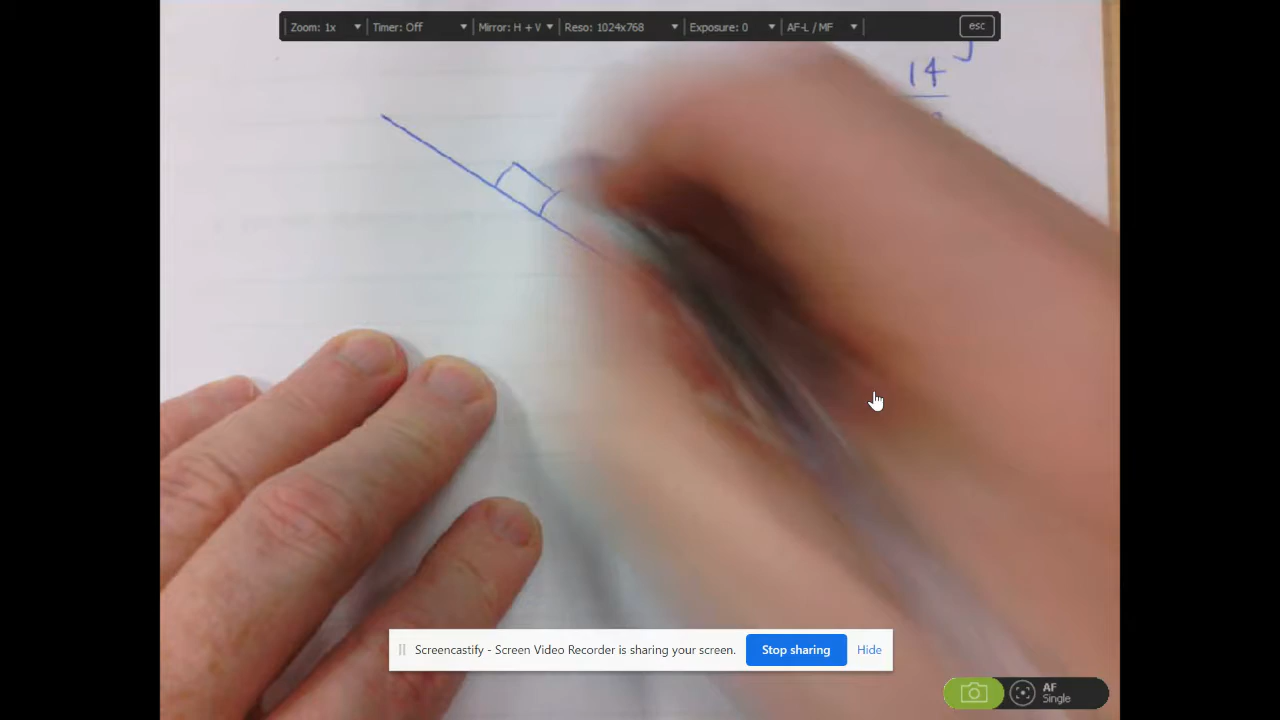 Zoom: 1x Timer: Off Mirror: H + V Reso: 1024x768 Exposure: 0 AF-L / MF esc
14
Screencastify - Screen Video Recorder is sharing your screen. Stop sharing Hide
AF
Single